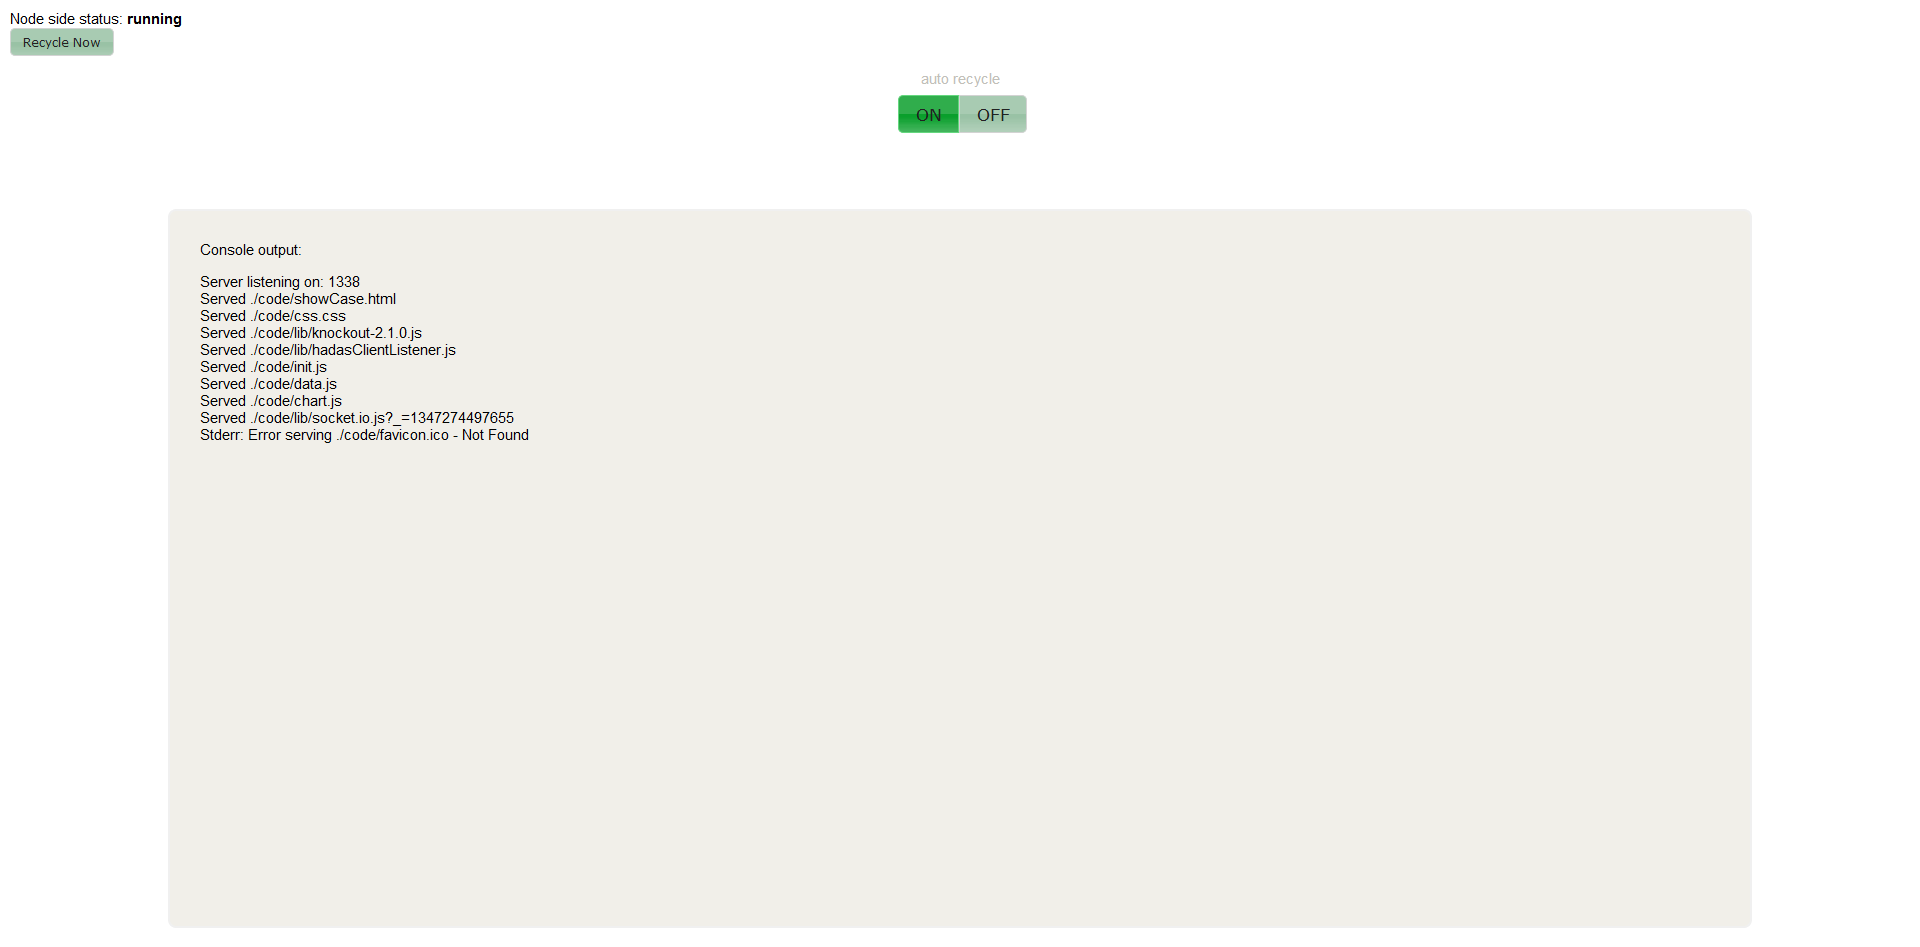 Node side status: running
Recycle Now
auto recycle
ON OFF
Console output:
Server listening on: 1338
Served ./code/showCase.html
Served ./code/css.css
Served ./code/lib/knockout-2.1.0.js
Served ./code/lib/hadasClientListener.js
Served ./code/init.js
Served ./code/data.js
Served ./code/chart.js
Served ./code/lib/socket.io.js?_=1347274497655
Stderr: Error serving ./code/favicon.ico - Not Found